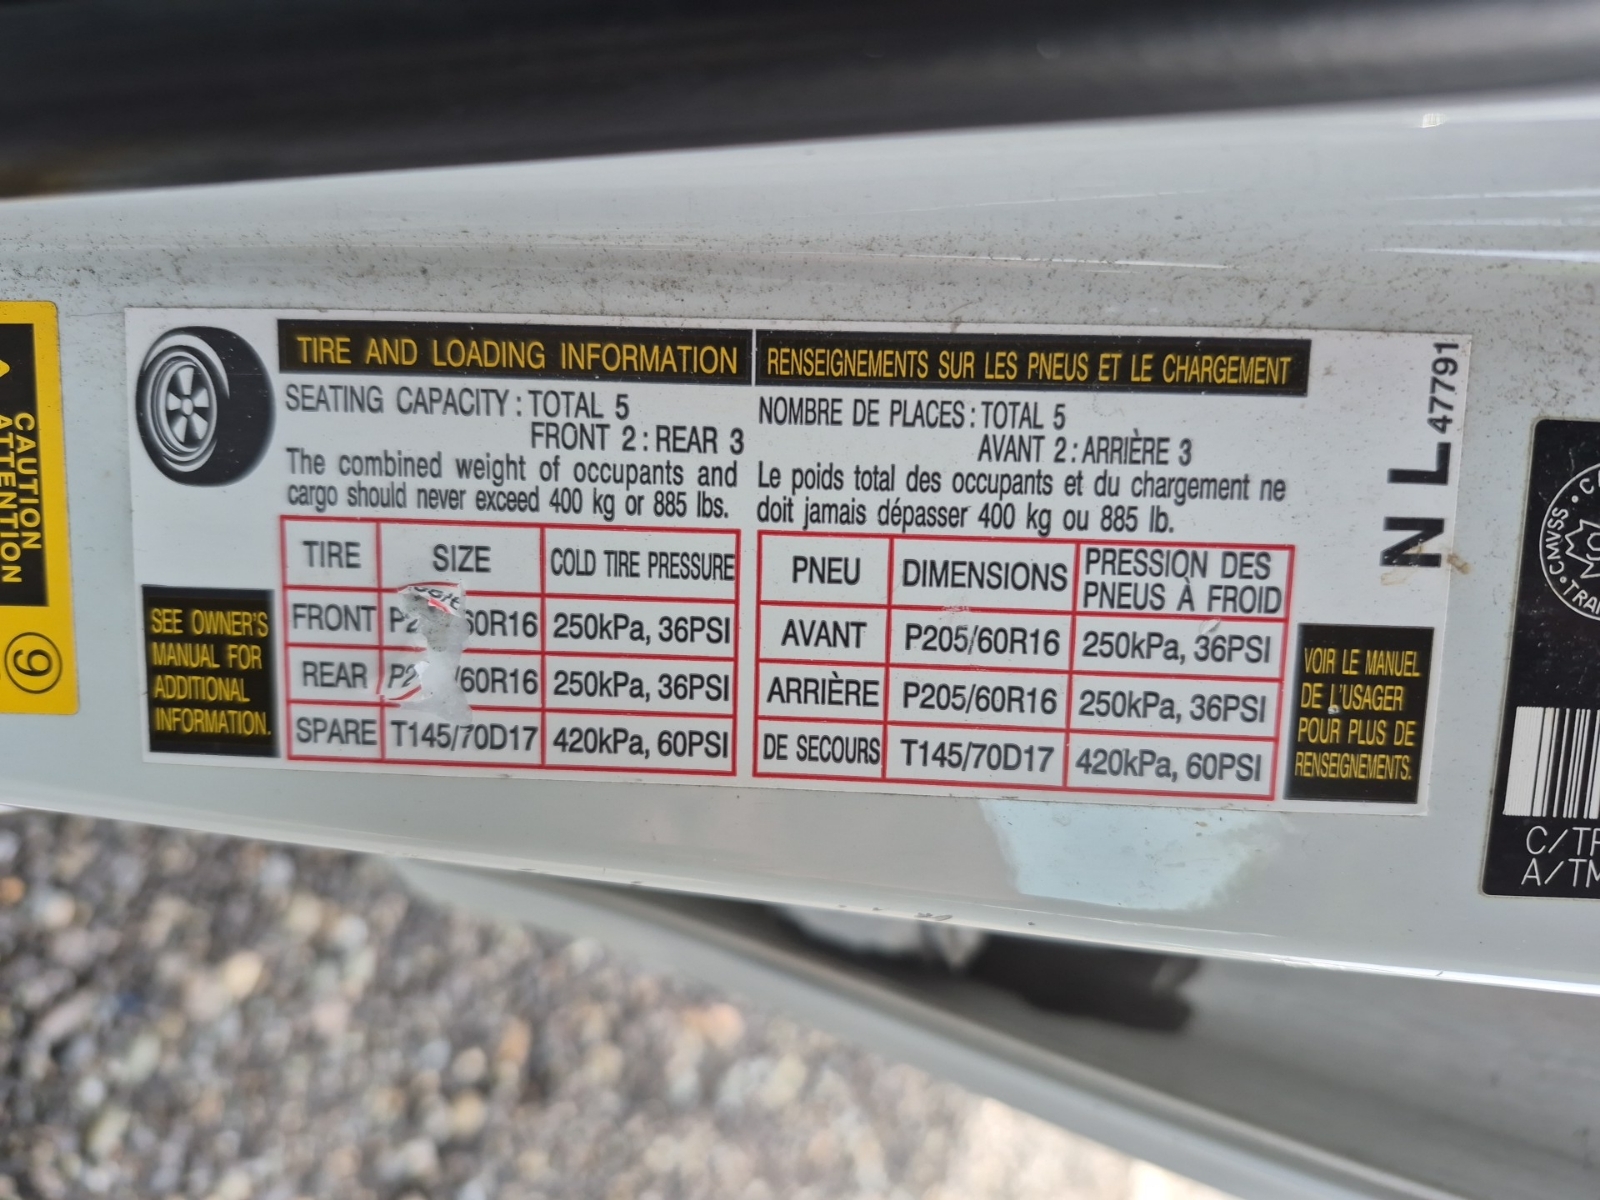 CAUTION
ATTENTION
9
TIRE AND LOADING INFORMATION
SEATING CAPACITY : TOTAL 5
FRONT 2 : REAR 3
The combined weight of occupants and
cargo should never exceed 400 kg or 885 lbs.
TIRE SIZE COLD TIRE PRESSURE
FRONT 60R16 250kPa, 36PSI
REAR /60R16 250kPa, 36PSI
SPARE T145/70D17 420kPa, 60PSI
SEE OWNER'S
MANUAL FOR
ADDITIONAL
INFORMATION.
RENSEIGNEMENTS SUR LES PNEUS ET LE CHARGEMENT
NOMBRE DE PLACES : TOTAL 5
AVANT 2 : ARRIÈRE 3
Le poids total des occupants et du chargement ne
doit jamais dépasser 400 kg ou 885 lb.
PNEU DIMENSIONS PRESSION DES
PNEUS À FROID
AVANT P205/60R16 250kPa, 36PSI
ARRIÈRE P205/60R16 250kPa, 36PSI
DE SECOURS T145/70D17 420kPa, 60PSI
VOIR LE MANUEL
DE L'USAGER
POUR PLUS DE
RENSEIGNEMENTS.
N L 47791
CMVSS
C/TR
A/TM